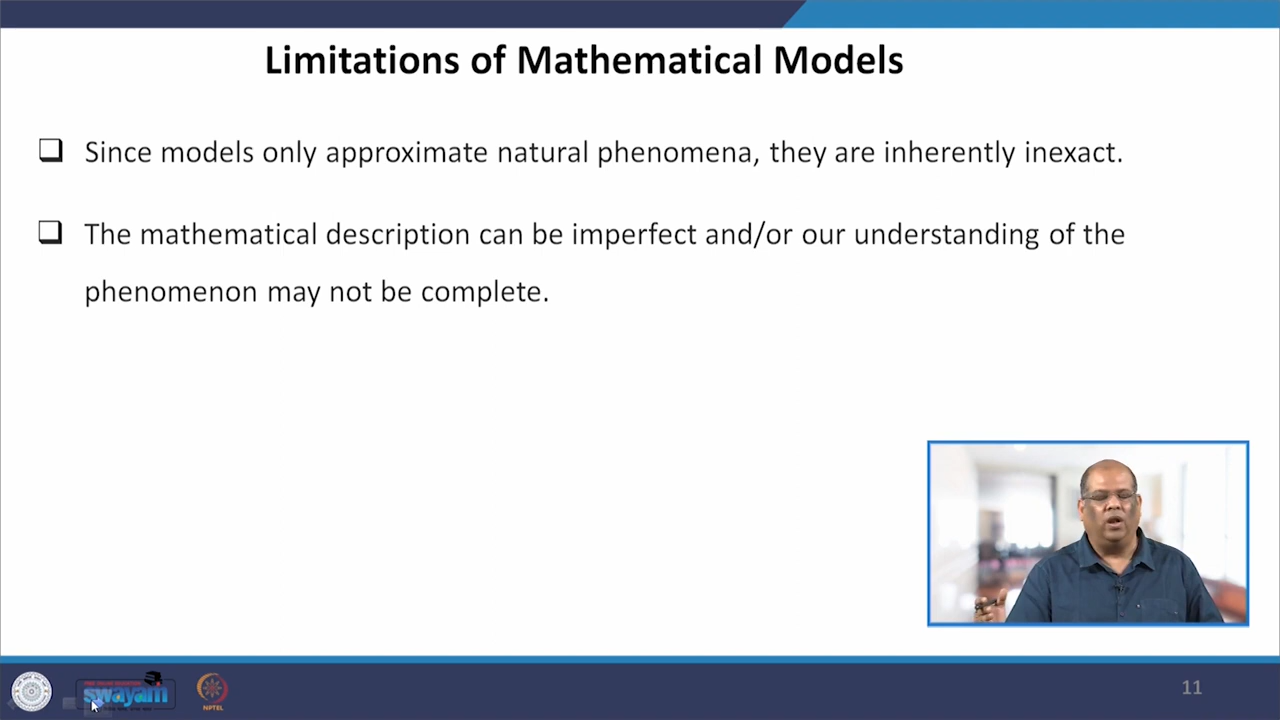 Limitations of Mathematical Models
❑ Since models only approximate natural phenomena, they are inherently inexact.
❑ The mathematical description can be imperfect and/or our understanding of the
phenomenon may not be complete.
swayam
NPTEL
11